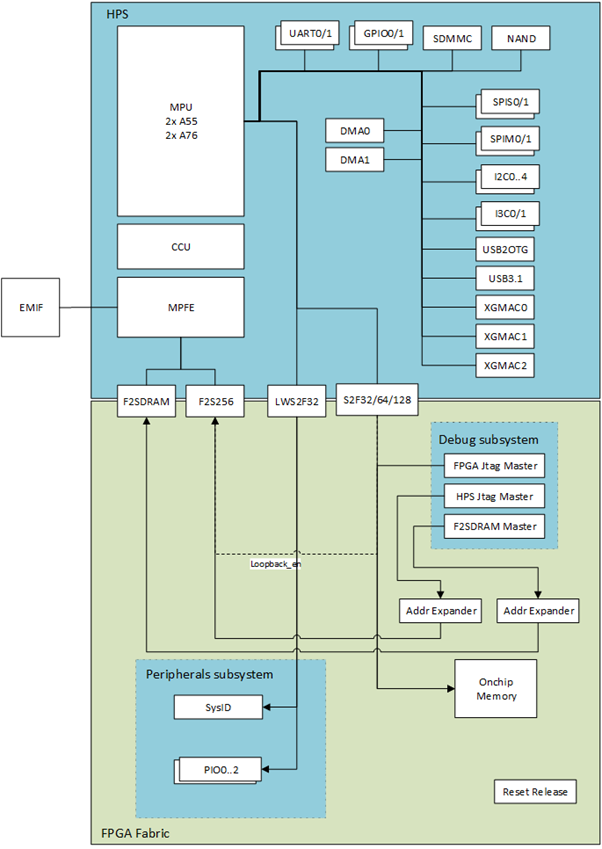 HPS
UART0/1
GPIO0/1
SDMMC
NAND
MPU
2x A55
2x A76
SPIS0/1
DMA0
SPIM0/1
DMA1
I2C0..4
I3C0/1
CCU
USB2OTG
USB3.1
EMIF
MPFE
XGMAC0
XGMAC1
XGMAC2
F2SDRAM
F2S256
LWS2F32
S2F32/64/128
Debug subsystem
FPGA Jtag Master
HPS Jtag Master
F2SDRAM Master
Loopback_en
Addr Expander
Addr Expander
Peripherals subsystem
Onchip
Memory
SysID
PIO0..2
Reset Release
FPGA Fabric